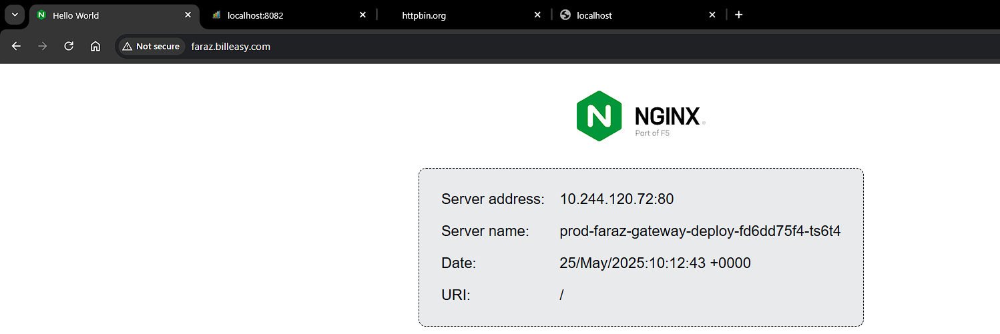 Hello World
localhost:8082
httpbin.org
localhost
Not secure
faraz.billeasy.com
NGINX
Part of F5
Server address: 10.244.120.72:80
Server name: prod-faraz-gateway-deploy-fd6dd75f4-ts6t4
Date: 25/May/2025:10:12:43 +0000
URI: /